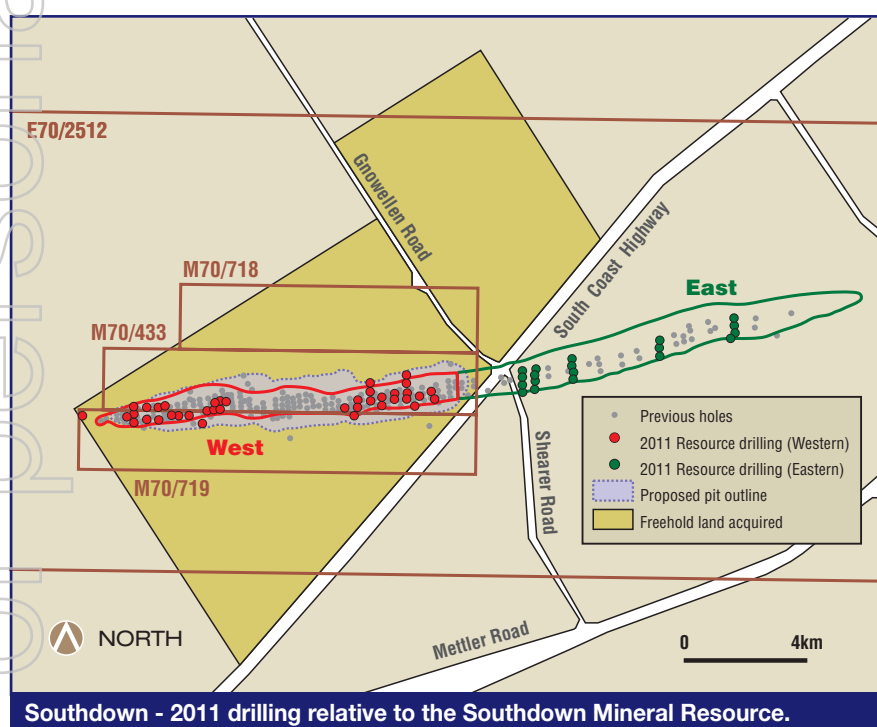 E70/2512
Gnowellen Road
M70/718
South Coast Highway
East
M70/433
West
M70/719
Shearer Road
Previous holes
2011 Resource drilling (Western)
2011 Resource drilling (Eastern)
Proposed pit outline
Freehold land acquired
NORTH
Mettler Road
0 4km
Southdown - 2011 drilling relative to the Southdown Mineral Resource.